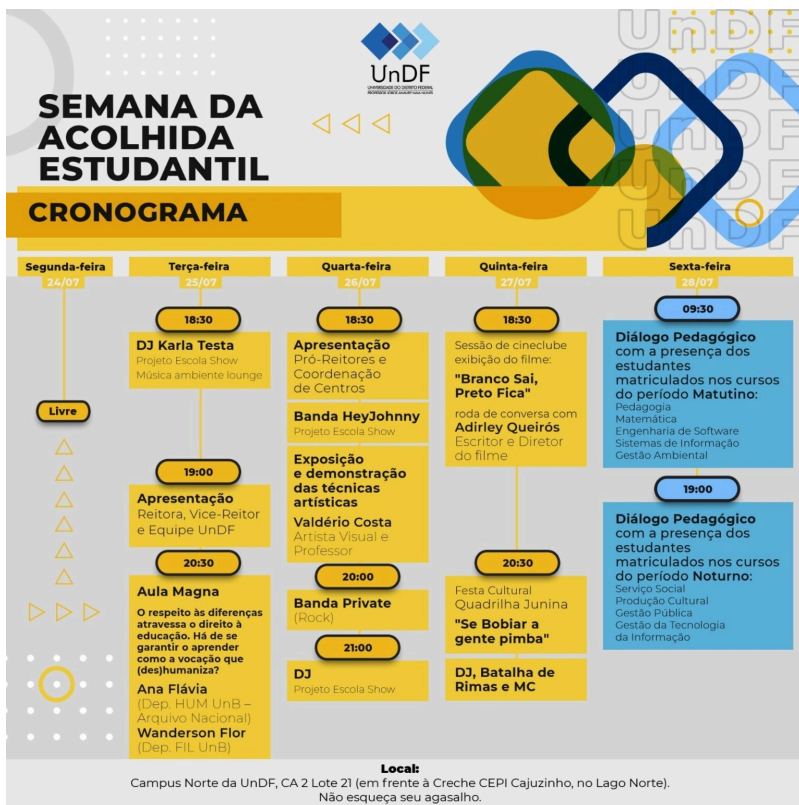 UnDF
UnDF
UnDF
UnDF
UnDF
UnDF
UNIVERSIDADE DO DISTRITO FEDERAL
SEMANA DA
ACOLHIDA
ESTUDANTIL
CRONOGRAMA
Segunda-feira
24/07
Livre
Terça-feira
25/07
18:30
DJ Karla Testa
Projeto Escola Show
Música ambiente lounge
19:00
Apresentação
Reitora, Vice-Reitor
e Equipe UnDF
20:30
Aula Magna
O respeito às diferenças
atravessa o direito à
educação. Há de se
garantir o aprender
como a vocação que
(des)humaniza?
Ana Flávia
(Dep. HUM UnB –
Arquivo Nacional)
Wanderson Flor
(Dep. FIL UnB)
Quarta-feira
26/07
18:30
Apresentação
Pró-Reitores e
Coordenação
de Centros
Banda HeyJohnny
Projeto Escola Show
Exposição
e demonstração
das técnicas
artísticas
Valdério Costa
Artista Visual e
Professor
20:00
Banda Private
(Rock)
21:00
DJ
Projeto Escola Show
Quinta-feira
27/07
18:30
Sessão de cineclube
exibição do filme:
"Branco Sai,
Preto Fica"
roda de conversa com
Adirley Queirós
Escritor e Diretor
do filme
20:30
Festa Cultural
Quadrilha Junina
"Se Bobiar a
gente pimba"
DJ, Batalha de
Rimas e MC
Sexta-feira
28/07
09:30
Diálogo Pedagógico
com a presença dos
estudantes
matriculados nos cursos
do período Matutino:
Pedagogia
Matemática
Engenharia de Software
Sistemas de Informação
Gestão Ambiental
19:00
Diálogo Pedagógico
com a presença dos
estudantes
matriculados nos cursos
do período Noturno:
Serviço Social
Produção Cultural
Gestão Pública
Gestão da Tecnologia
da Informação
Local:
Campus Norte da UnDF, CA 2 Lote 21 (em frente à Creche CEPI Cajuzinho, no Lago Norte).
Não esqueça seu agasalho.